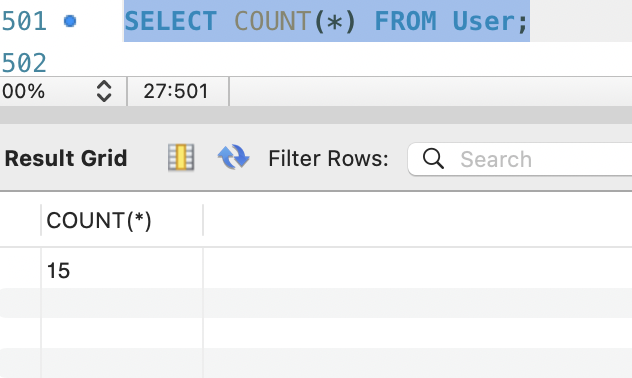 501 SELECT COUNT(*) FROM User;
502
00% 27:501
Result Grid Filter Rows: Search
COUNT(*)
15